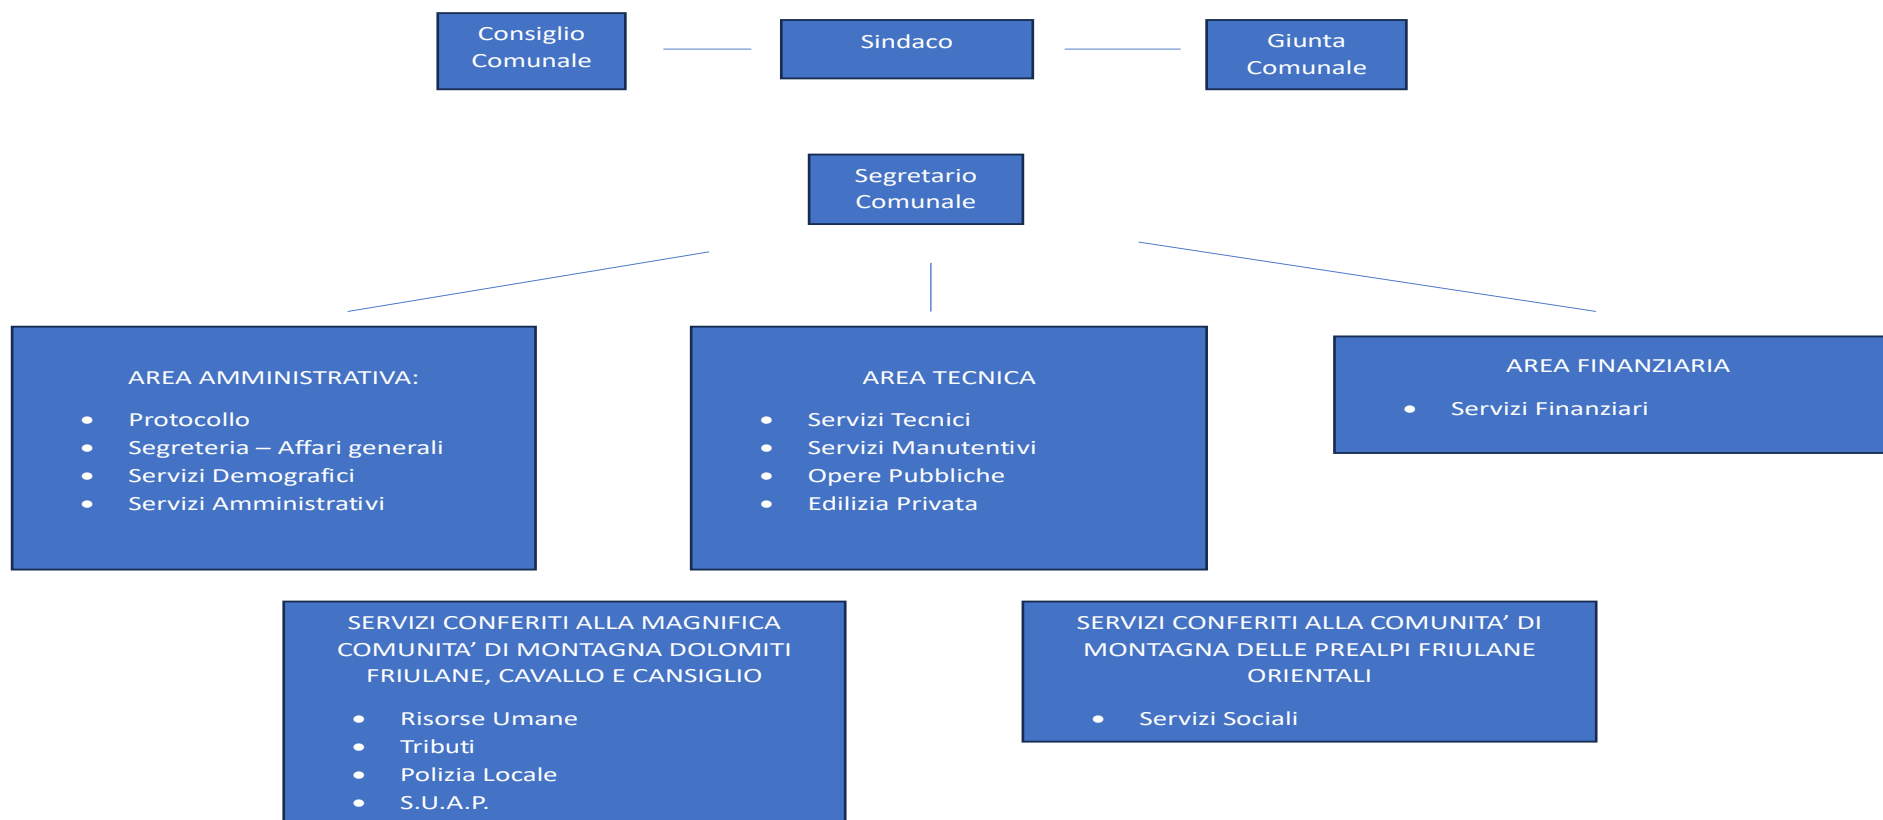 Consiglio
Comunale
Sindaco
Giunta
Comunale
Segretario
Comunale
AREA AMMINISTRATIVA:
• Protocollo
• Segreteria – Affari generali
• Servizi Demografici
• Servizi Amministrativi
AREA TECNICA
• Servizi Tecnici
• Servizi Manutentivi
• Opere Pubbliche
• Edilizia Privata
AREA FINANZIARIA
• Servizi Finanziari
SERVIZI CONFERITI ALLA MAGNIFICA
COMUNITA’ DI MONTAGNA DOLOMITI
FRIULANE, CAVALLO E CANSIGLIO
• Risorse Umane
• Tributi
• Polizia Locale
• S.U.A.P.
SERVIZI CONFERITI ALLA COMUNITA’ DI
MONTAGNA DELLE PREALPI FRIULANE
ORIENTALI
• Servizi Sociali